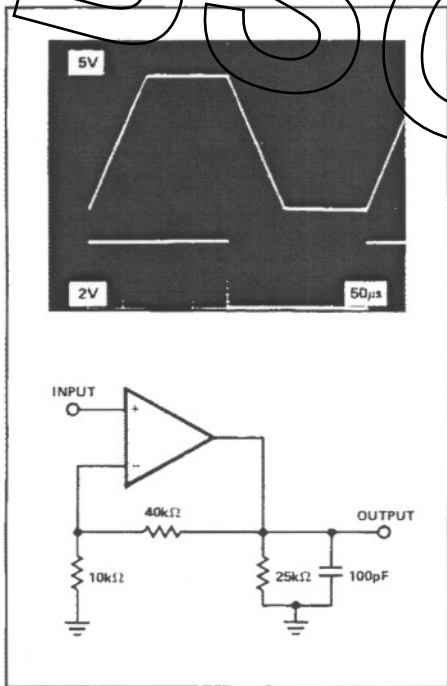 5V
2V
50μs
INPUT
+
−
40kΩ
OUTPUT
10kΩ
25kΩ
100pF